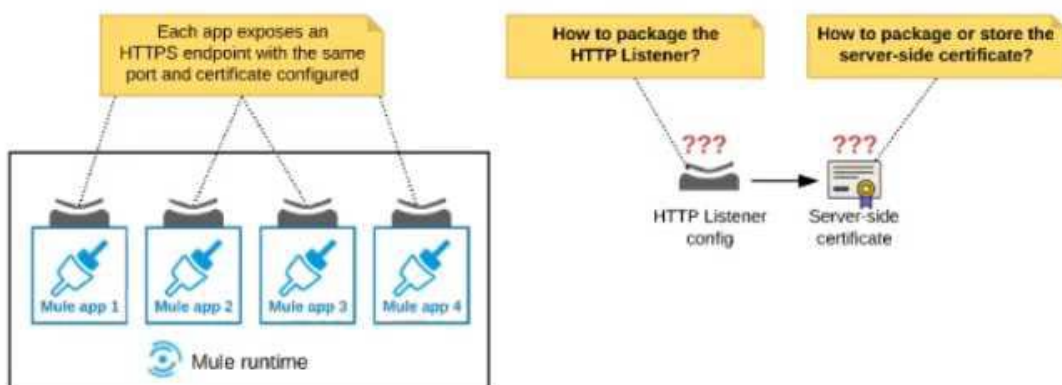 Each app exposes an
HTTPS endpoint with the same
port and certificate configured
How to package the
HTTP Listener?
How to package or store the
server-side certificate?
???
???
HTTP Listener
config
Server-side
certificate
Mule app 1
Mule app 2
Mule app 3
Mule app 4
Mule runtime